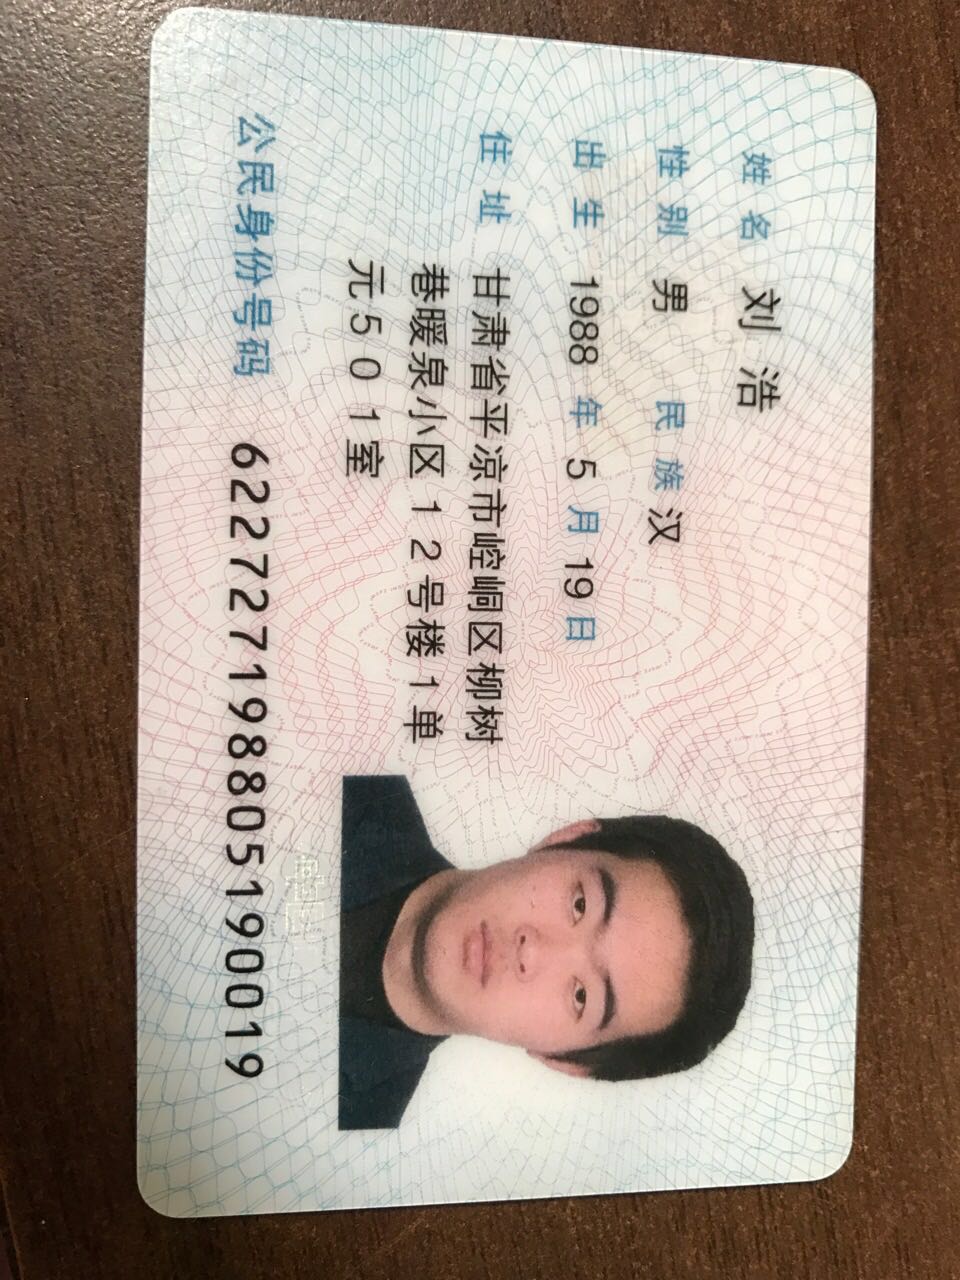 姓名 刘浩
性别 男 民族 汉
出生 1988 年 5 月 19 日
住址 甘肃省平凉市崆峒区柳树
巷暖泉小区12号楼1单
元501室
公民身份号码 622727198805190019